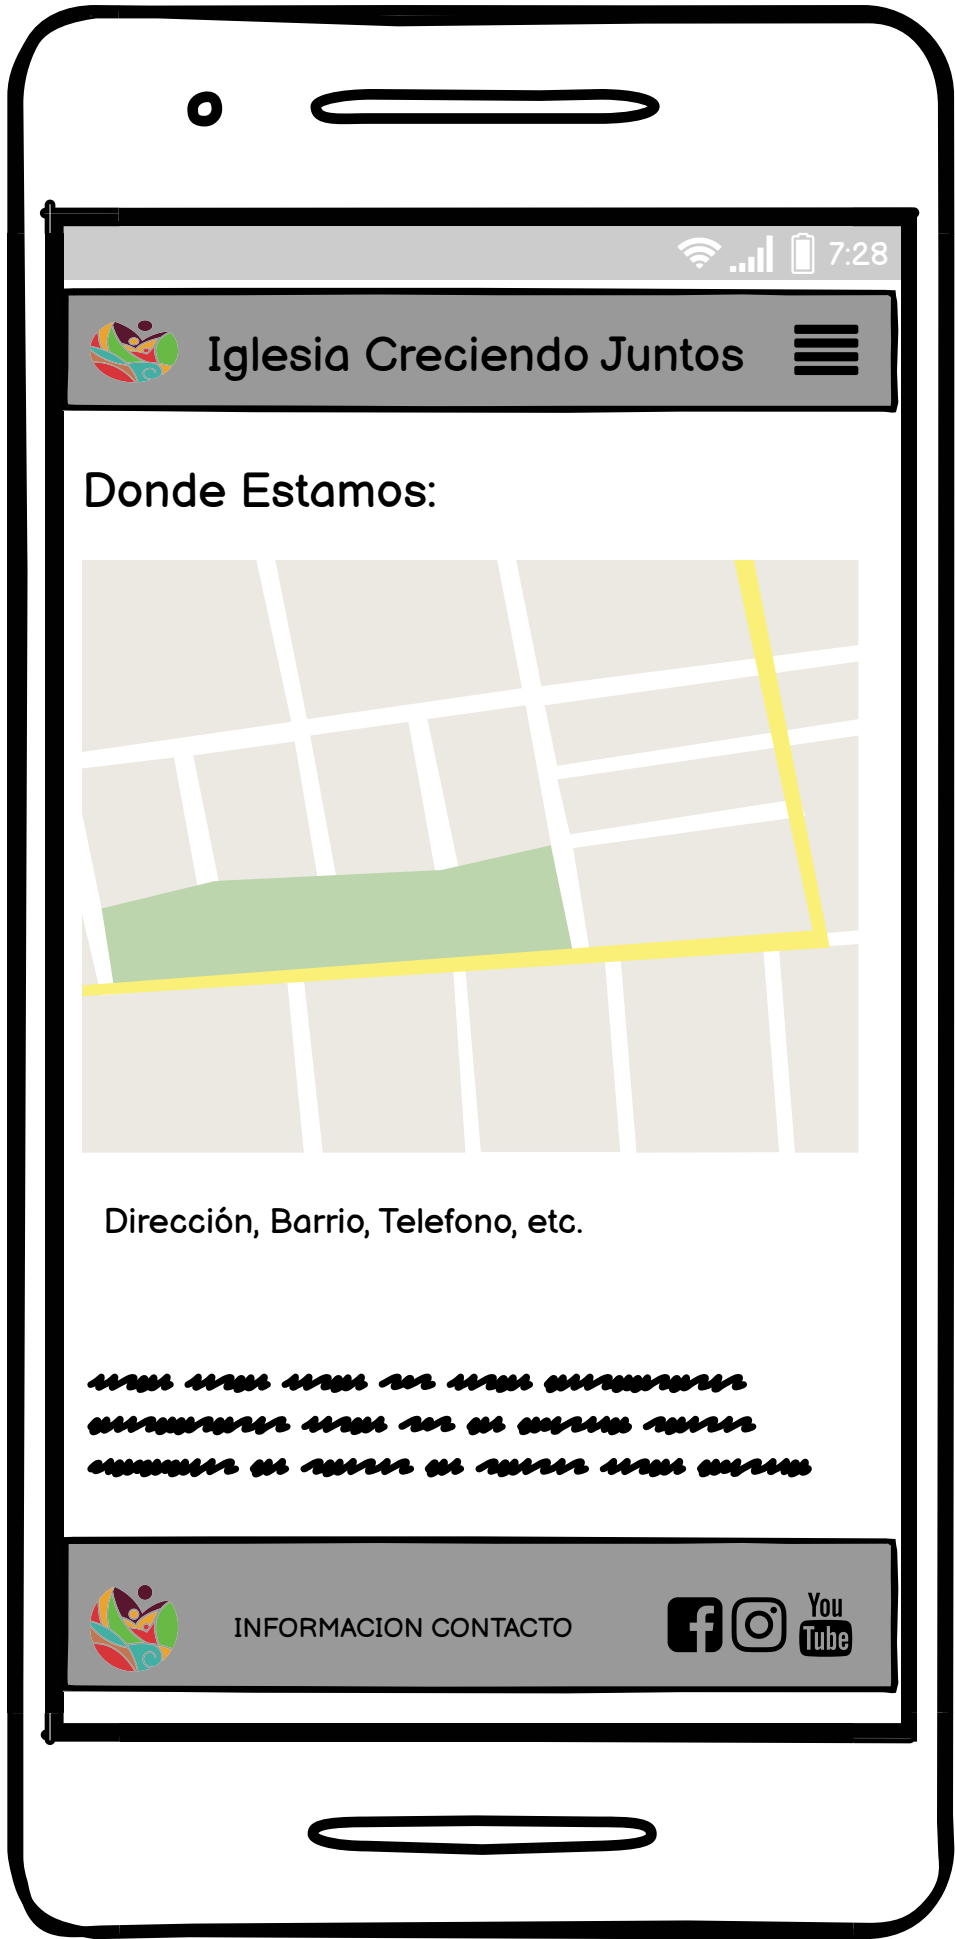 7:28
Iglesia Creciendo Juntos
Donde Estamos:
Dirección, Barrio, Telefono, etc.
INFORMACION CONTACTO
You
Tube